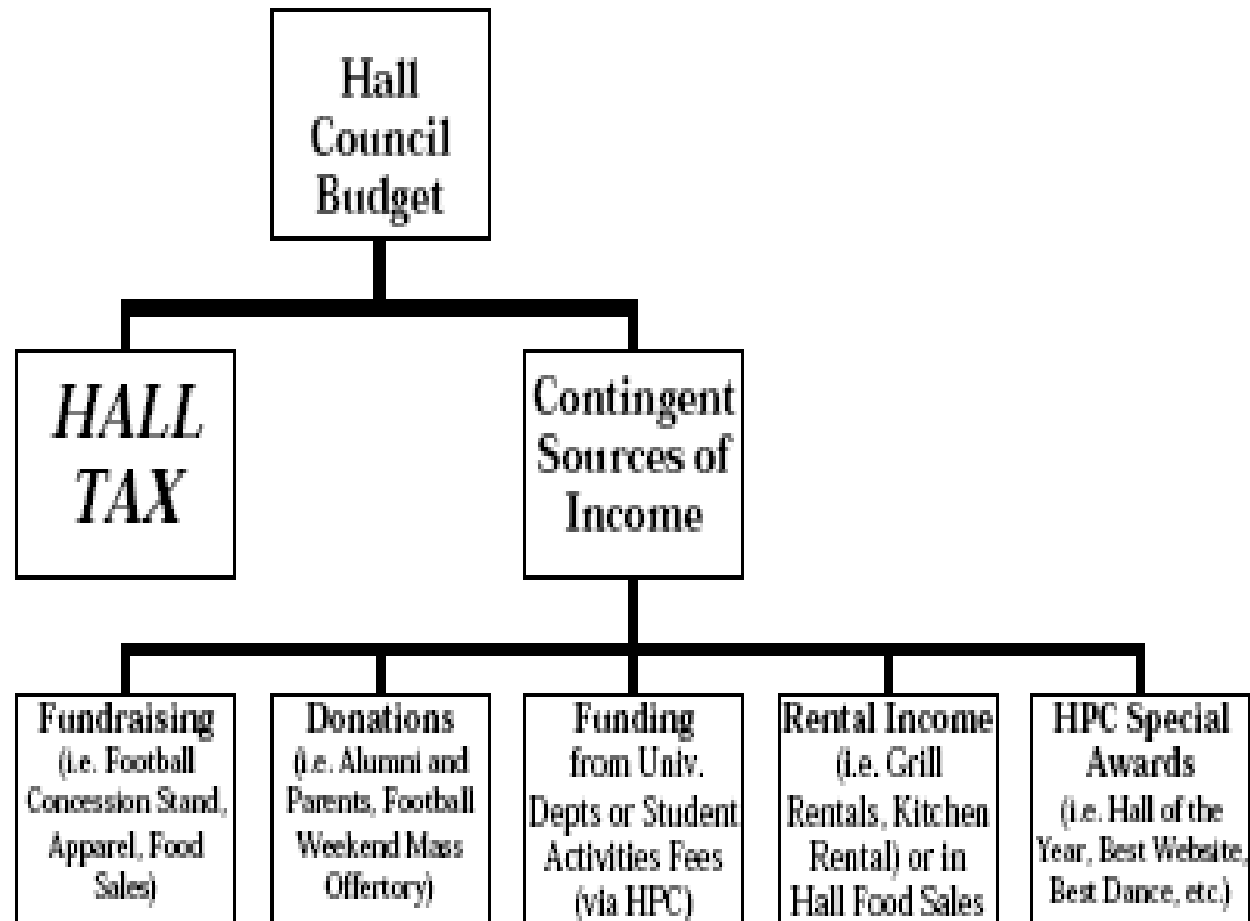 Hall
Council
Budget
HALL
TAX
Contingent
Sources of
Income
Fundraising
(i.e. Football
Concession Stand,
Apparel, Food
Sales)
Donations
(i.e. Alumni and
Parents, Football
Weekend Mass
Offertory)
Funding
from Univ.
Depts or Student
Activities Fees
(via HPC)
Rental Income
(i.e. Grill
Rentals, Kitchen
Rental) or in
Hall Food Sales
HPC Special
Awards
(i.e. Hall of the
Year, Best Website,
Best Dance, etc.)